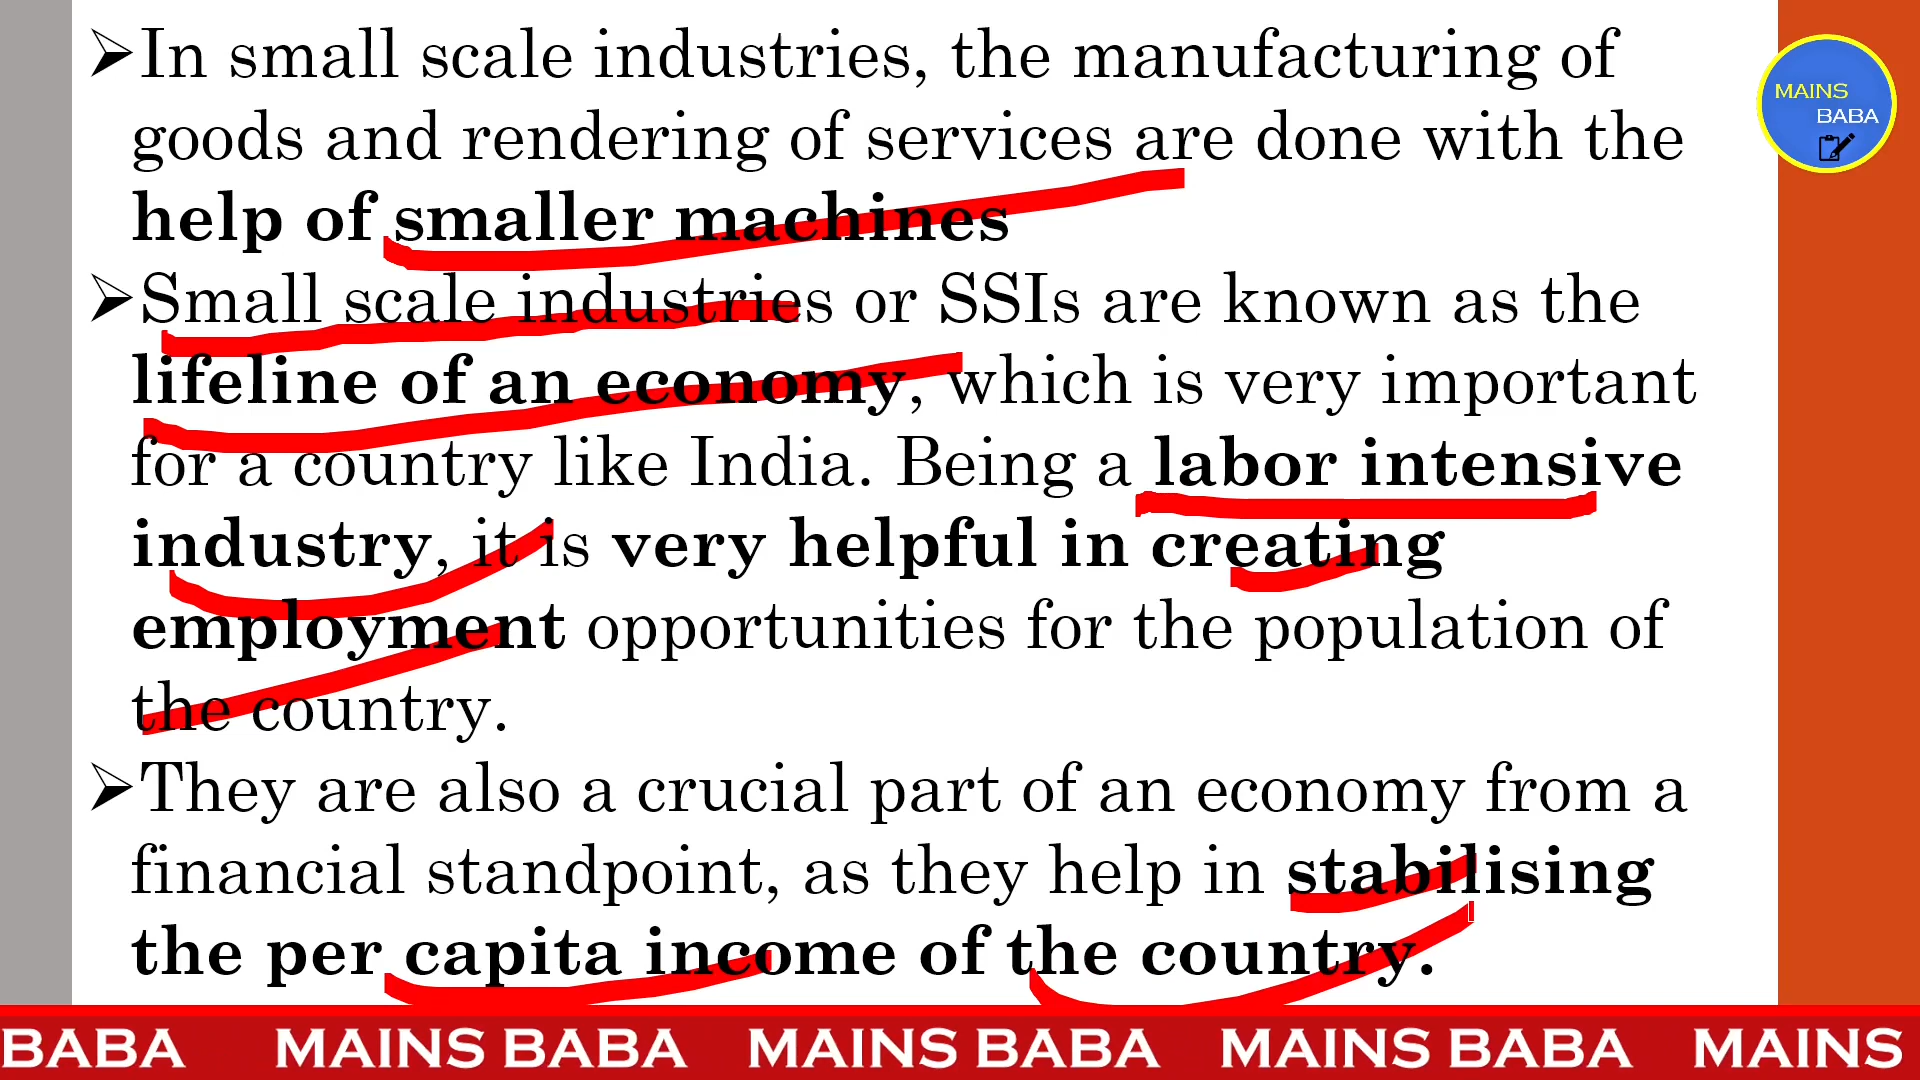 ➢In small scale industries, the manufacturing of
goods and rendering of services are done with the
help of smaller machines
➢Small scale industries or SSIs are known as the
lifeline of an economy, which is very important
for a country like India. Being a labor intensive
industry, it is very helpful in creating
employment opportunities for the population of
the country.
➢They are also a crucial part of an economy from a
financial standpoint, as they help in stabilising
the per capita income of the country.
MAINS
BABA
BABA MAINS BABA MAINS BABA MAINS BABA MAINS